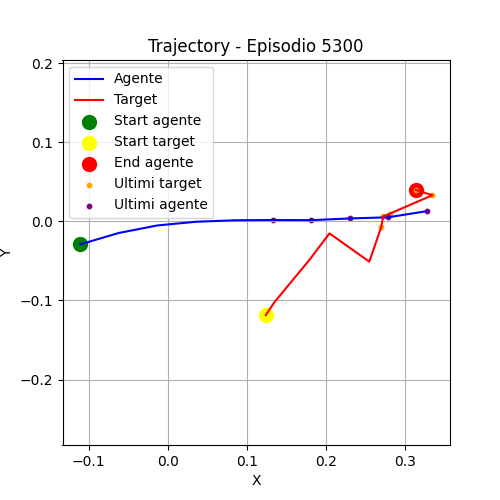 Trajectory - Episodio 5300
0.2
0.1
0.0
−0.1
−0.2
Y
Agente
Target
Start agente
Start target
End agente
Ultimi target
Ultimi agente
−0.1
0.0
0.1
0.2
0.3
X